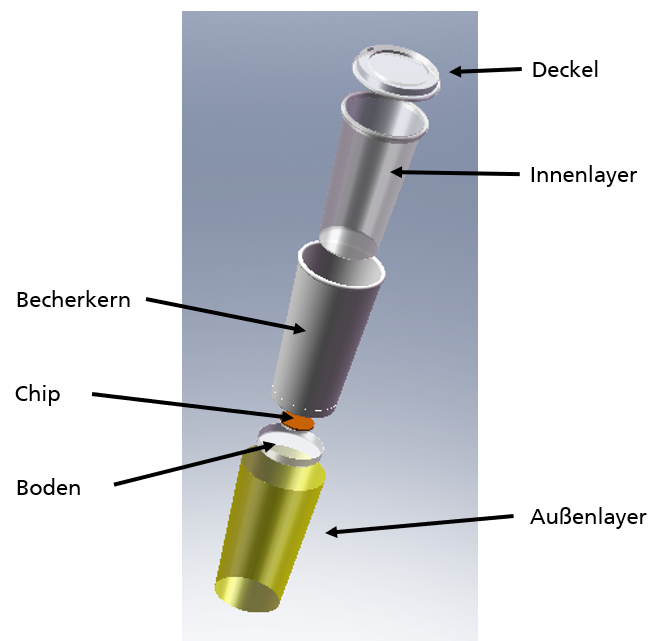 Deckel
Innenlayer
Becherkern
Chip
Boden
Außenlayer